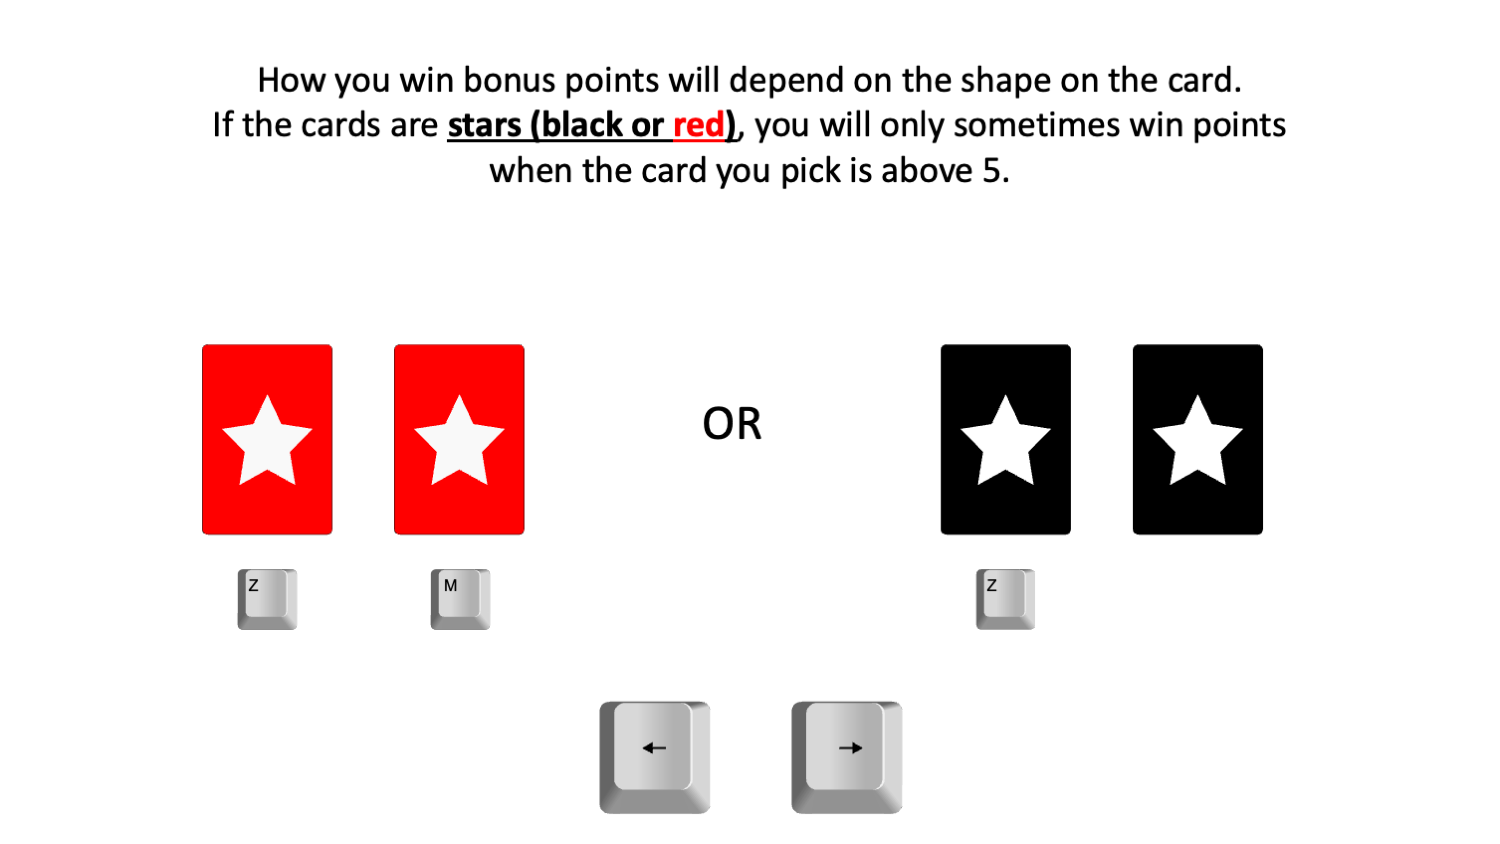 How you win bonus points will depend on the shape on the card.
If the cards are stars (black or red), you will only sometimes win points
when the card you pick is above 5.
OR
Z M Z
← →